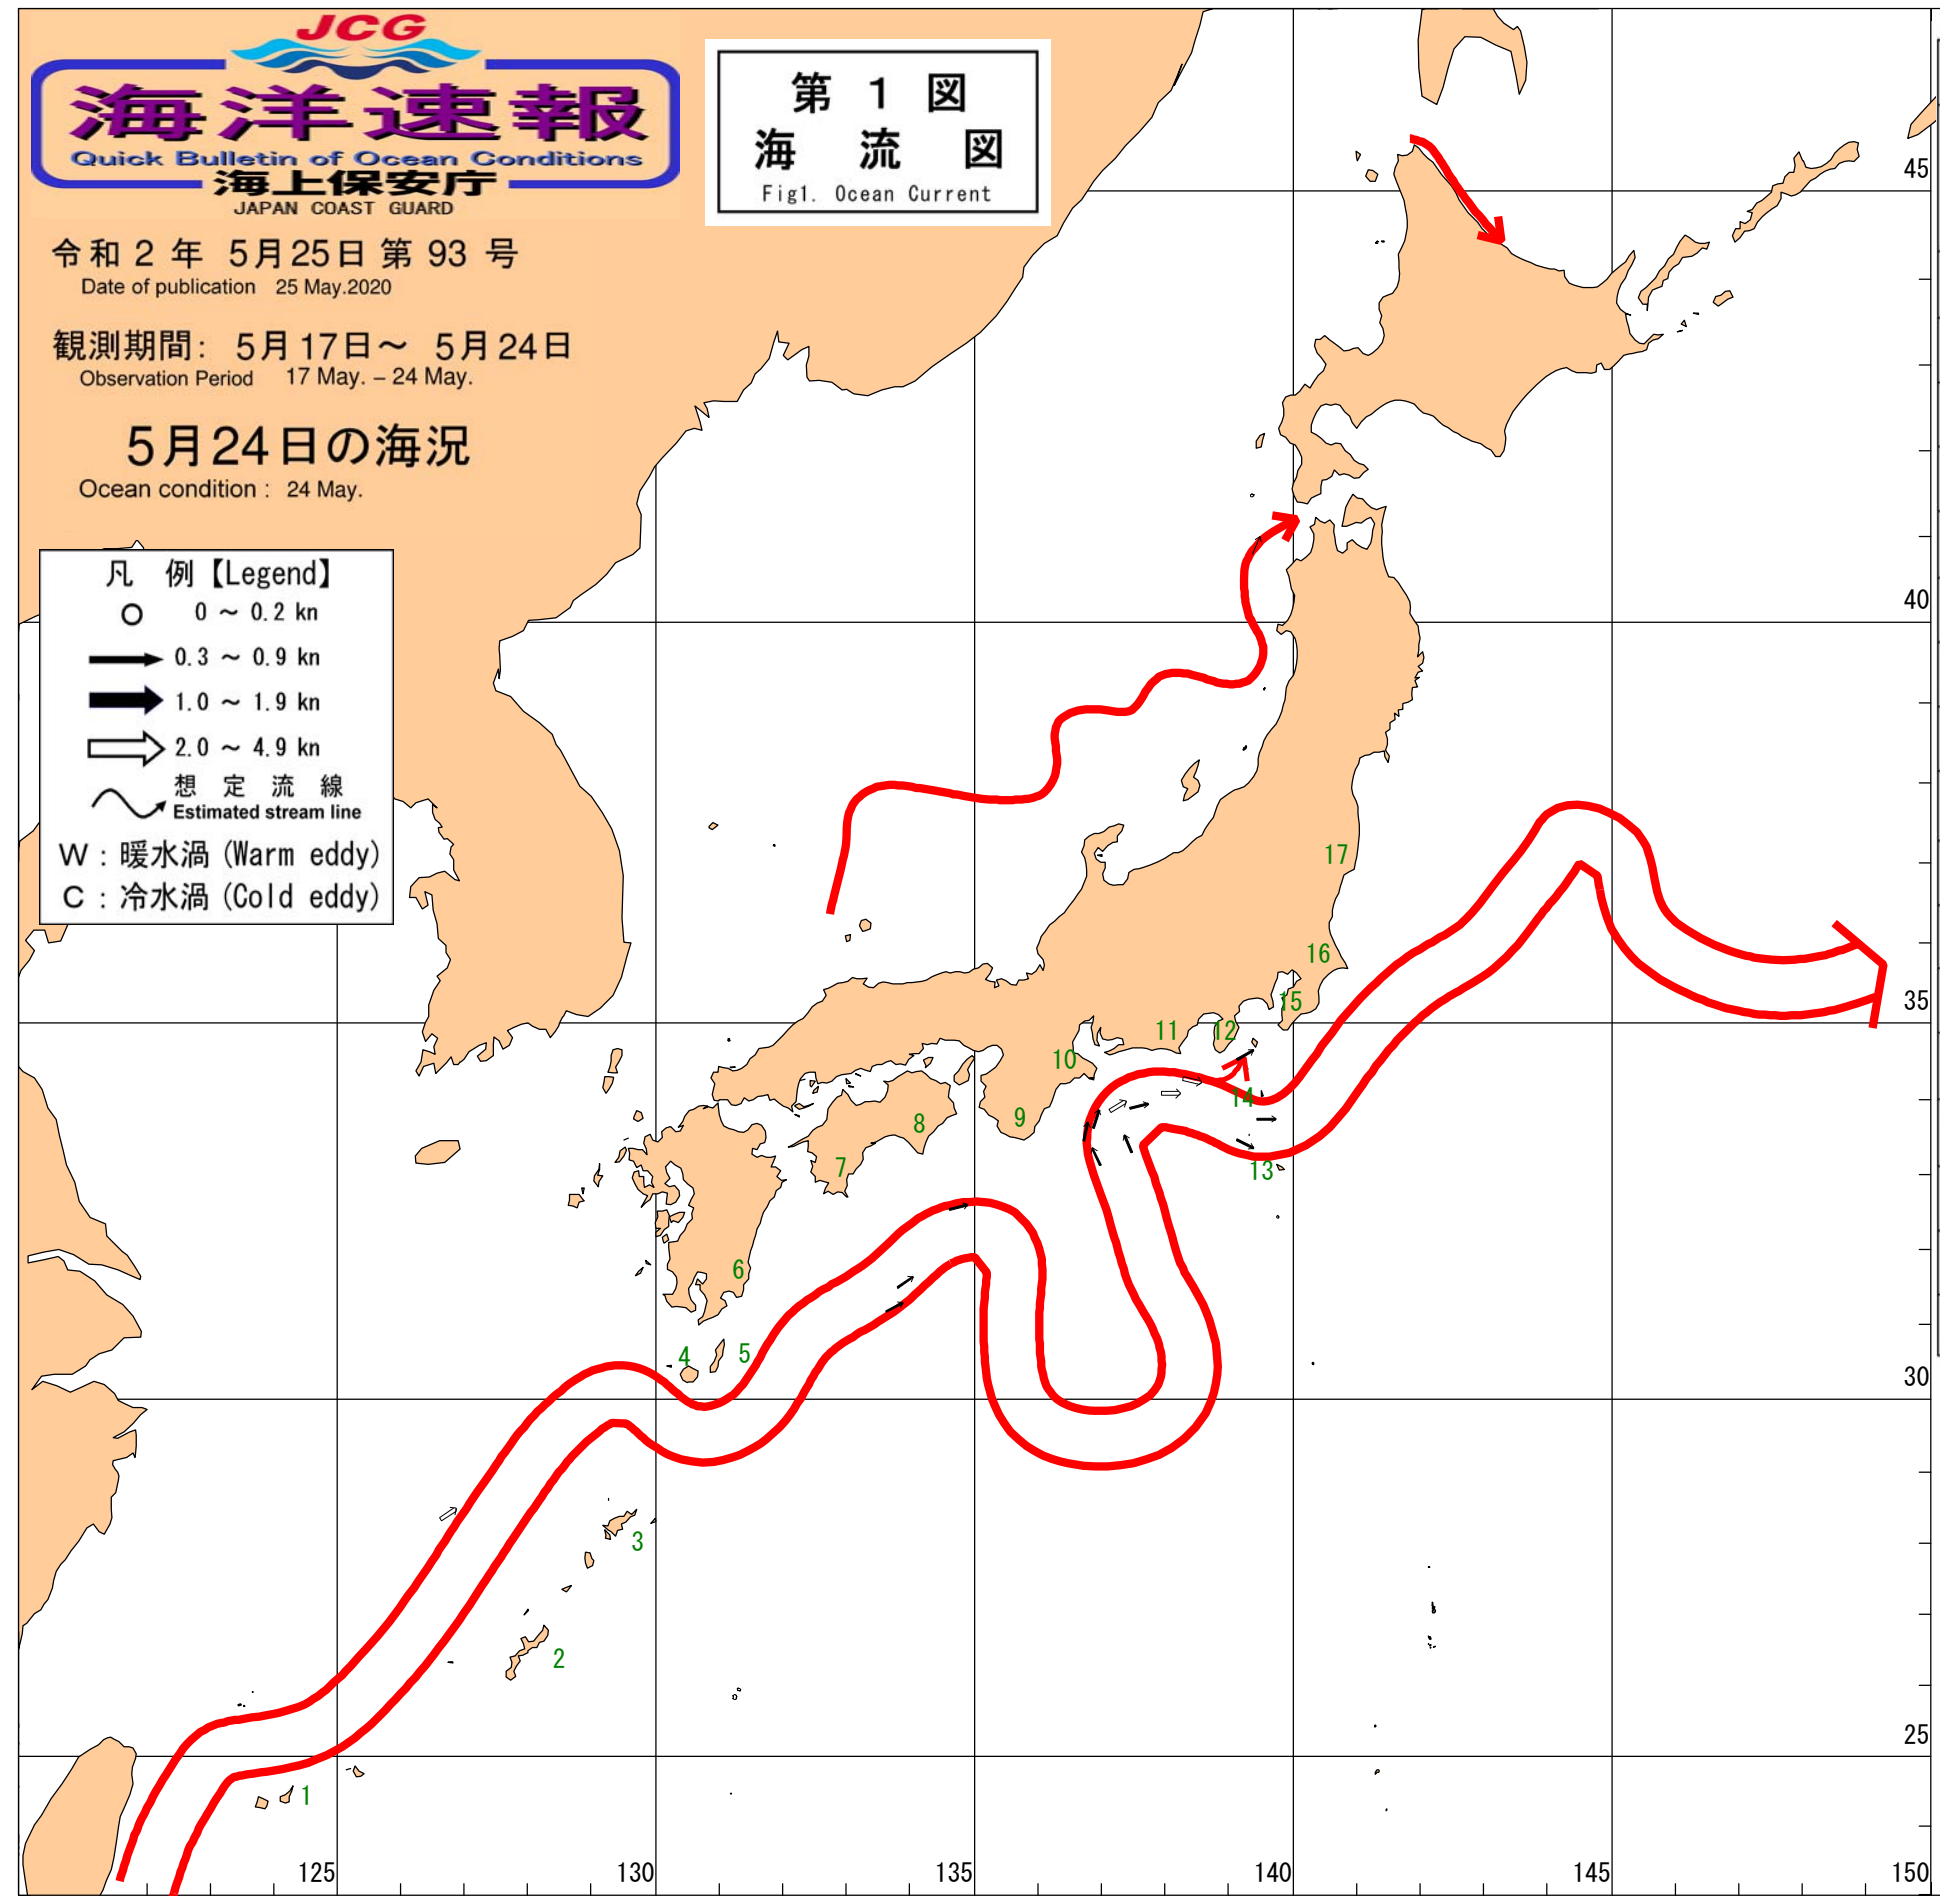 JCG
海洋速報
Quick Bulletin of Ocean Conditions
海上保安庁
JAPAN COAST GUARD
令和 2 年 5月25日 第 93 号
Date of publication 25 May.2020
観測期間: 5月17日～ 5月24日
Observation Period 17 May. – 24 May.
5月24日の海況
Ocean condition : 24 May.
第 1 図
海 流 図
Fig1. Ocean Current
凡 例【Legend】
0 ～ 0.2 kn
0.3 ～ 0.9 kn
1.0 ～ 1.9 kn
2.0 ～ 4.9 kn
想 定 流 線
Estimated stream line
W : 暖水渦 (Warm eddy)
C : 冷水渦 (Cold eddy)
45
40
17
16
35
15
12
11
10
14
9
8
7
13
6
5
4
30
3
2
25
1
125
130
135
140
145
150